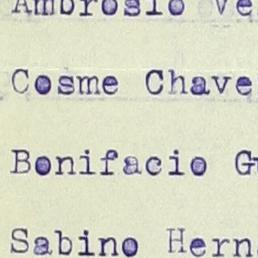 Ambrosio Ve
Cosme Chave
Bonifacio G
Sabino Hern